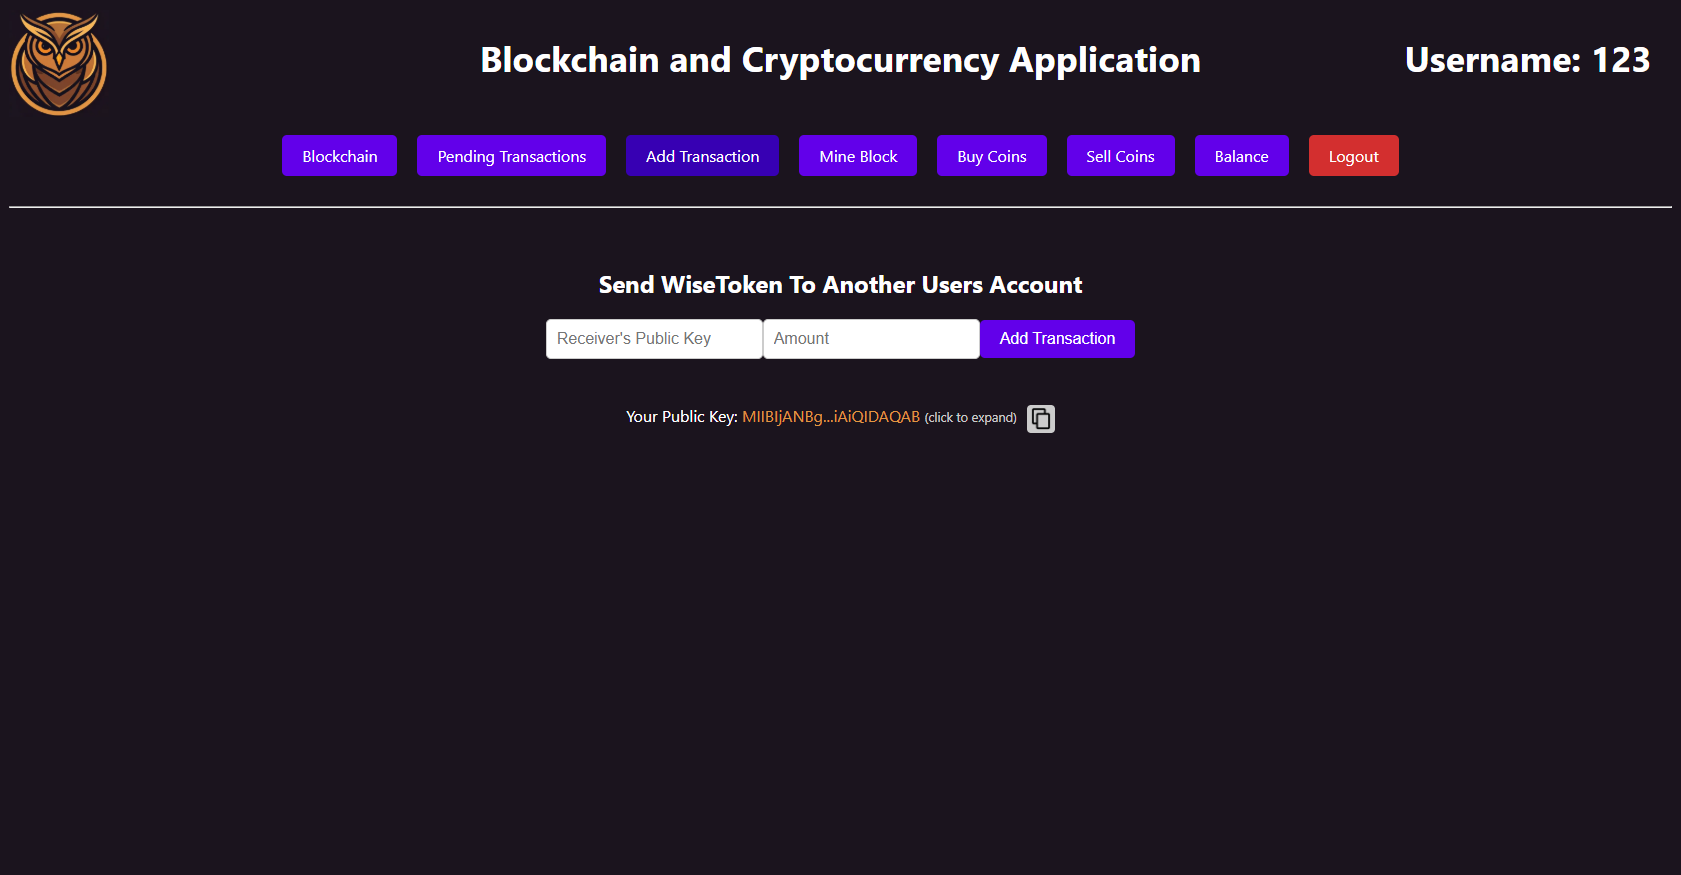 Blockchain and Cryptocurrency Application
Username: 123
Blockchain Pending Transactions Add Transaction Mine Block Buy Coins Sell Coins Balance Logout
Send WiseToken To Another Users Account
Receiver's Public Key Amount Add Transaction
Your Public Key: MIIBIjANBg...iAiQIDAQAB (click to expand)